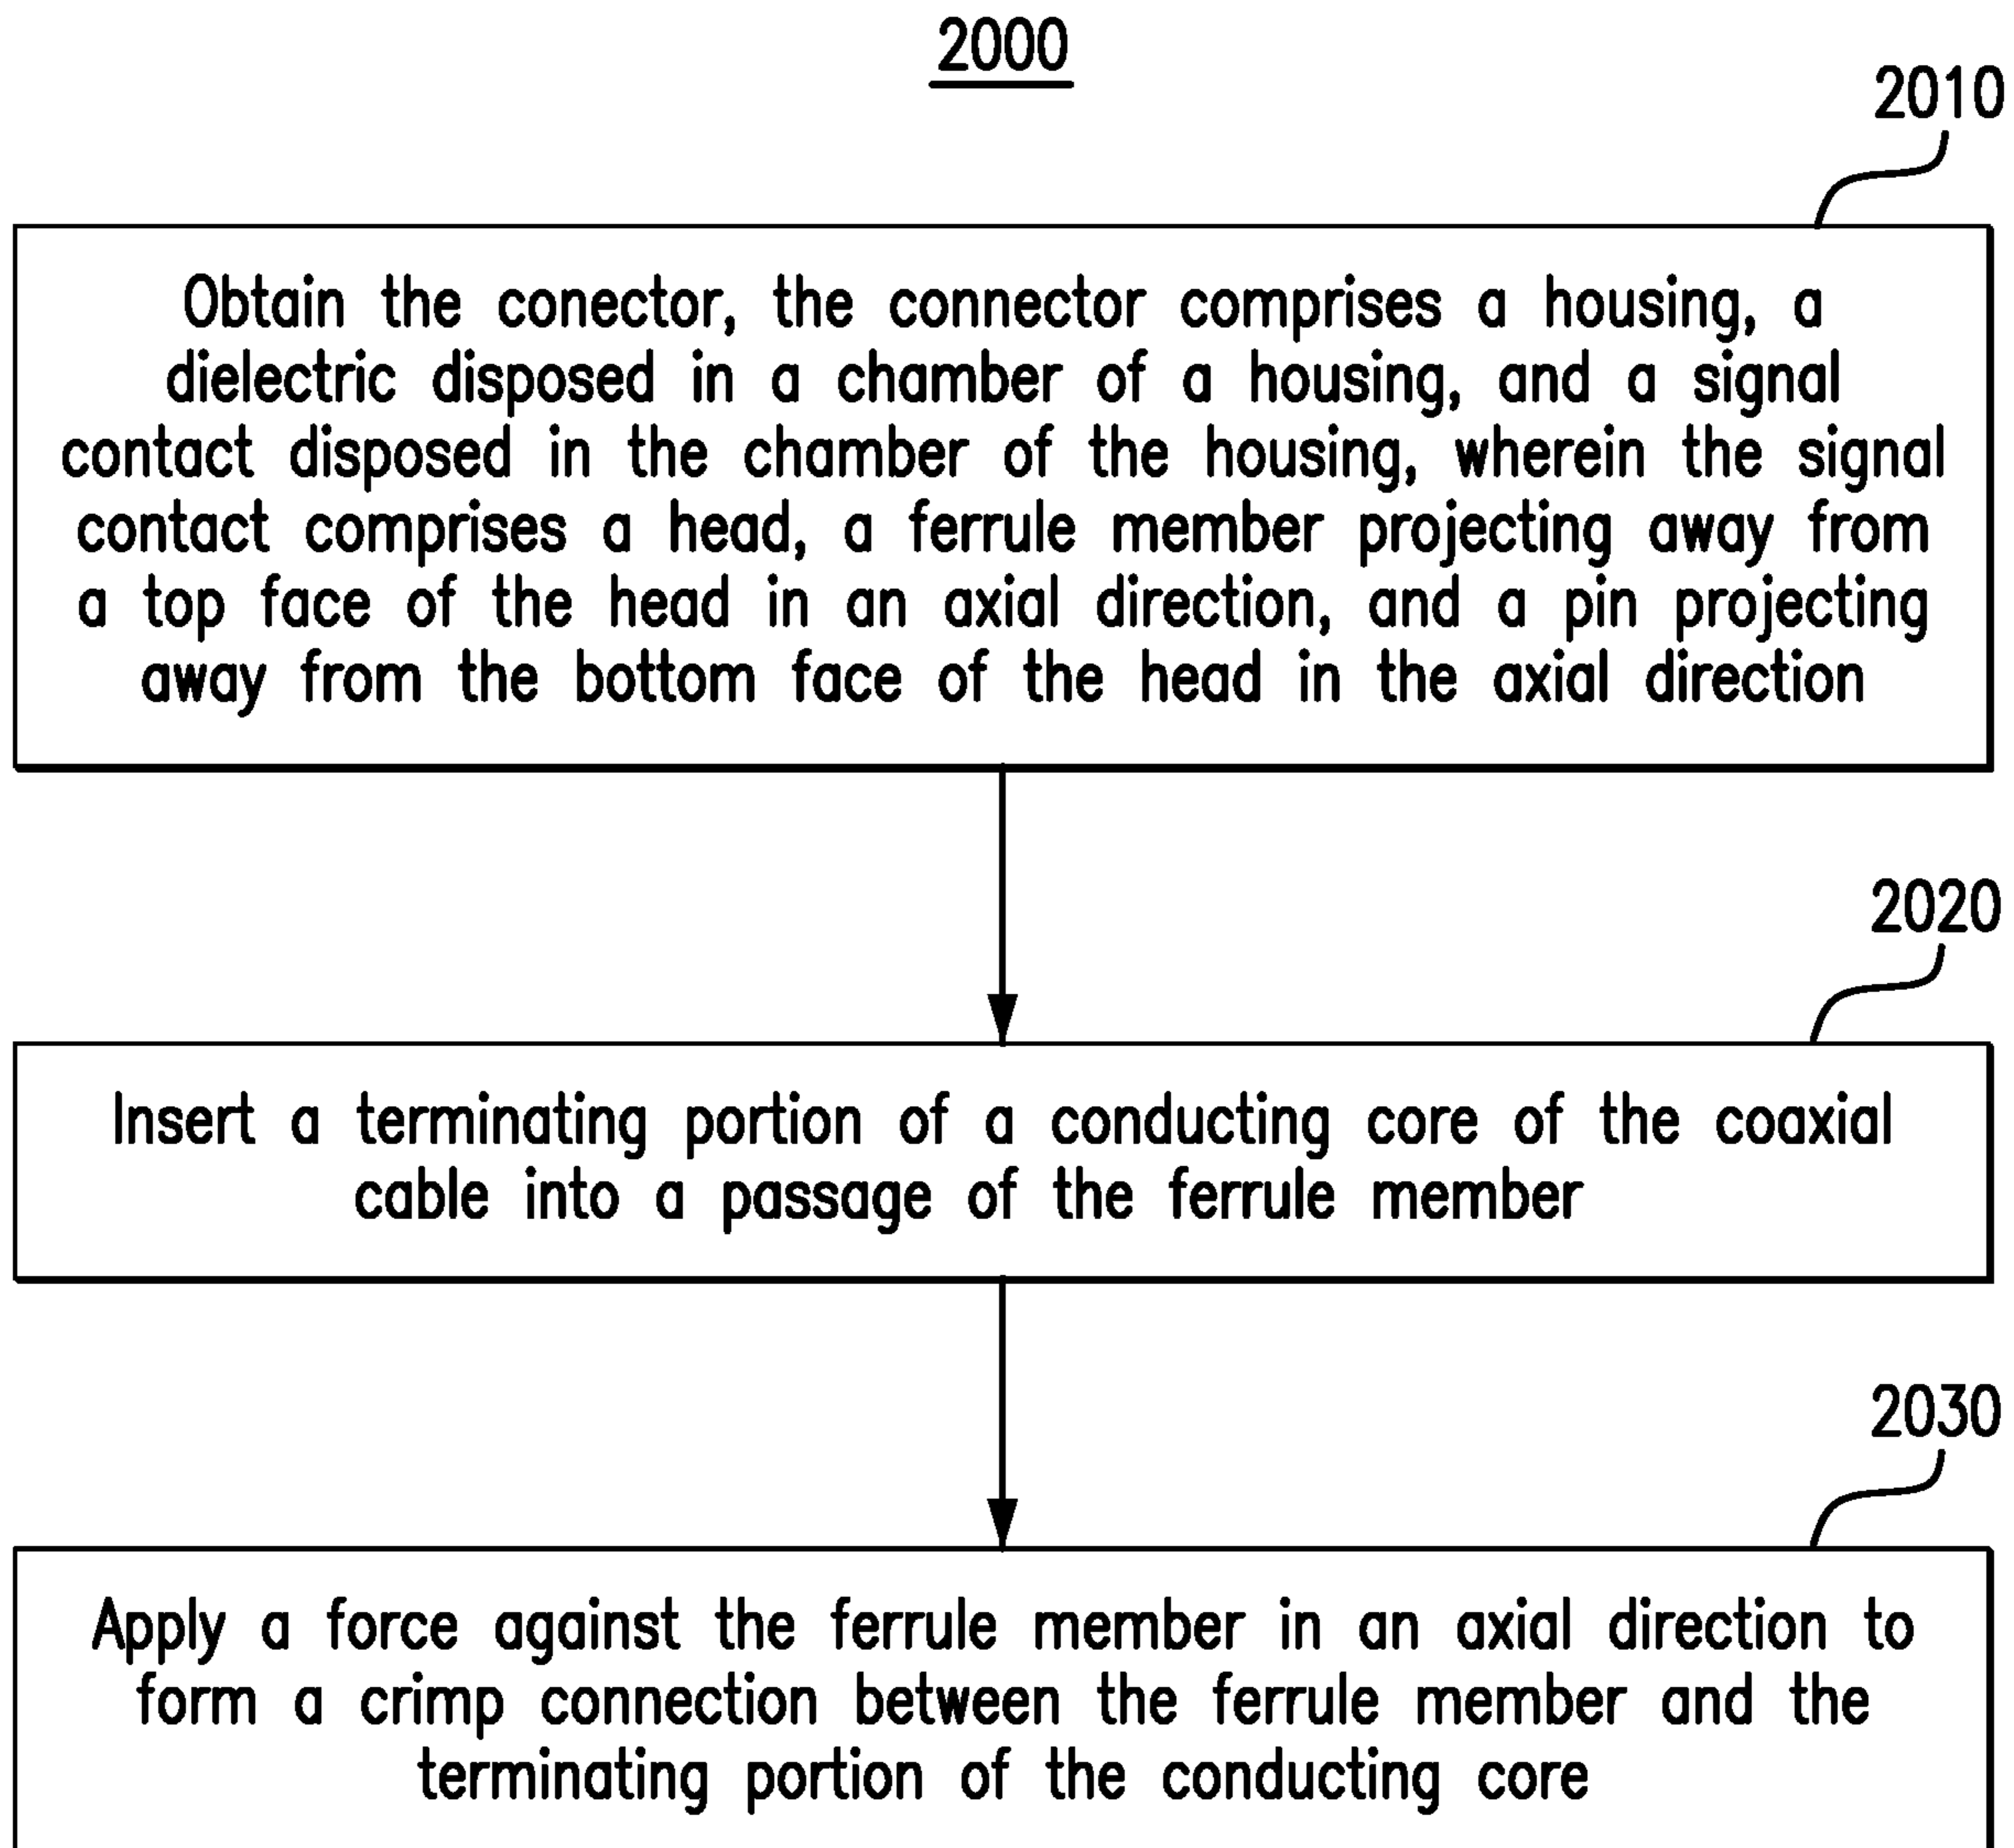 2000
2010
Obtain the conector, the connector comprises a housing, a
dielectric disposed in a chamber of a housing, and a signal
contact disposed in the chamber of the housing, wherein the signal
contact comprises a head, a ferrule member projecting away from
a top face of the head in an axial direction, and a pin projecting
away from the bottom face of the head in the axial direction
2020
Insert a terminating portion of a conducting core of the coaxial
cable into a passage of the ferrule member
2030
Apply a force against the ferrule member in an axial direction to
form a crimp connection between the ferrule member and the
terminating portion of the conducting core